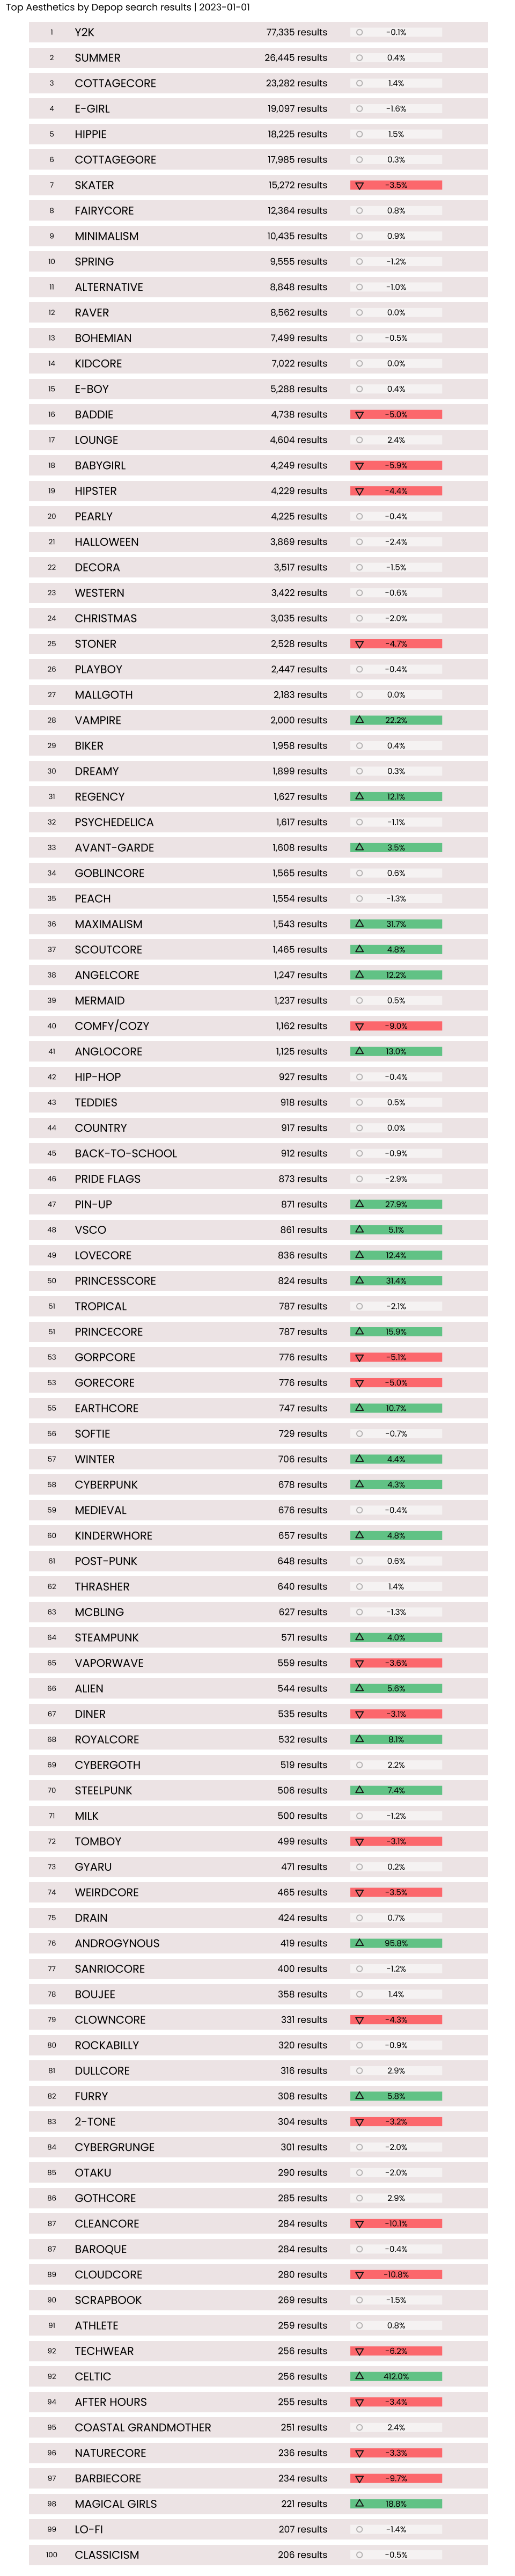 Top Aesthetics by Depop search results | 2023-01-01
1 Y2K 77,335 results -0.1%
2 SUMMER 26,445 results 0.4%
3 COTTAGECORE 23,282 results 1.4%
4 E-GIRL 19,097 results -1.6%
5 HIPPIE 18,225 results 1.5%
6 COTTAGEGORE 17,985 results 0.3%
7 SKATER 15,272 results -3.5%
8 FAIRYCORE 12,364 results 0.8%
9 MINIMALISM 10,435 results 0.9%
10 SPRING 9,555 results -1.2%
11 ALTERNATIVE 8,848 results -1.0%
12 RAVER 8,562 results 0.0%
13 BOHEMIAN 7,499 results -0.5%
14 KIDCORE 7,022 results 0.0%
15 E-BOY 5,288 results 0.4%
16 BADDIE 4,738 results -5.0%
17 LOUNGE 4,604 results 2.4%
18 BABYGIRL 4,249 results -5.9%
19 HIPSTER 4,229 results -4.4%
20 PEARLY 4,225 results -0.4%
21 HALLOWEEN 3,869 results -2.4%
22 DECORA 3,517 results -1.5%
23 WESTERN 3,422 results -0.6%
24 CHRISTMAS 3,035 results -2.0%
25 STONER 2,528 results -4.7%
26 PLAYBOY 2,447 results -0.4%
27 MALLGOTH 2,183 results 0.0%
28 VAMPIRE 2,000 results 22.2%
29 BIKER 1,958 results 0.4%
30 DREAMY 1,899 results 0.3%
31 REGENCY 1,627 results 12.1%
32 PSYCHEDELICA 1,617 results -1.1%
33 AVANT-GARDE 1,608 results 3.5%
34 GOBLINCORE 1,565 results 0.6%
35 PEACH 1,554 results -1.3%
36 MAXIMALISM 1,543 results 31.7%
37 SCOUTCORE 1,465 results 4.8%
38 ANGELCORE 1,247 results 12.2%
39 MERMAID 1,237 results 0.5%
40 COMFY/COZY 1,162 results -9.0%
41 ANGLOCORE 1,125 results 13.0%
42 HIP-HOP 927 results -0.4%
43 TEDDIES 918 results 0.5%
44 COUNTRY 917 results 0.0%
45 BACK-TO-SCHOOL 912 results -0.9%
46 PRIDE FLAGS 873 results -2.9%
47 PIN-UP 871 results 27.9%
48 VSCO 861 results 5.1%
49 LOVECORE 836 results 12.4%
50 PRINCESSCORE 824 results 31.4%
51 TROPICAL 787 results -2.1%
51 PRINCECORE 787 results 15.9%
53 GORPCORE 776 results -5.1%
53 GORECORE 776 results -5.0%
55 EARTHCORE 747 results 10.7%
56 SOFTIE 729 results -0.7%
57 WINTER 706 results 4.4%
58 CYBERPUNK 678 results 4.3%
59 MEDIEVAL 676 results -0.4%
60 KINDERWHORE 657 results 4.8%
61 POST-PUNK 648 results 0.6%
62 THRASHER 640 results 1.4%
63 MCBLING 627 results -1.3%
64 STEAMPUNK 571 results 4.0%
65 VAPORWAVE 559 results -3.6%
66 ALIEN 544 results 5.6%
67 DINER 535 results -3.1%
68 ROYALCORE 532 results 8.1%
69 CYBERGOTH 519 results 2.2%
70 STEELPUNK 506 results 7.4%
71 MILK 500 results -1.2%
72 TOMBOY 499 results -3.1%
73 GYARU 471 results 0.2%
74 WEIRDCORE 465 results -3.5%
75 DRAIN 424 results 0.7%
76 ANDROGYNOUS 419 results 95.8%
77 SANRIOCORE 400 results -1.2%
78 BOUJEE 358 results 1.4%
79 CLOWNCORE 331 results -4.3%
80 ROCKABILLY 320 results -0.9%
81 DULLCORE 316 results 2.9%
82 FURRY 308 results 5.8%
83 2-TONE 304 results -3.2%
84 CYBERGRUNGE 301 results -2.0%
85 OTAKU 290 results -2.0%
86 GOTHCORE 285 results 2.9%
87 CLEANCORE 284 results -10.1%
87 BAROQUE 284 results -0.4%
89 CLOUDCORE 280 results -10.8%
90 SCRAPBOOK 269 results -1.5%
91 ATHLETE 259 results 0.8%
92 TECHWEAR 256 results -6.2%
92 CELTIC 256 results 412.0%
94 AFTER HOURS 255 results -3.4%
95 COASTAL GRANDMOTHER 251 results 2.4%
96 NATURECORE 236 results -3.3%
97 BARBIECORE 234 results -9.7%
98 MAGICAL GIRLS 221 results 18.8%
99 LO-FI 207 results -1.4%
100 CLASSICISM 206 results -0.5%